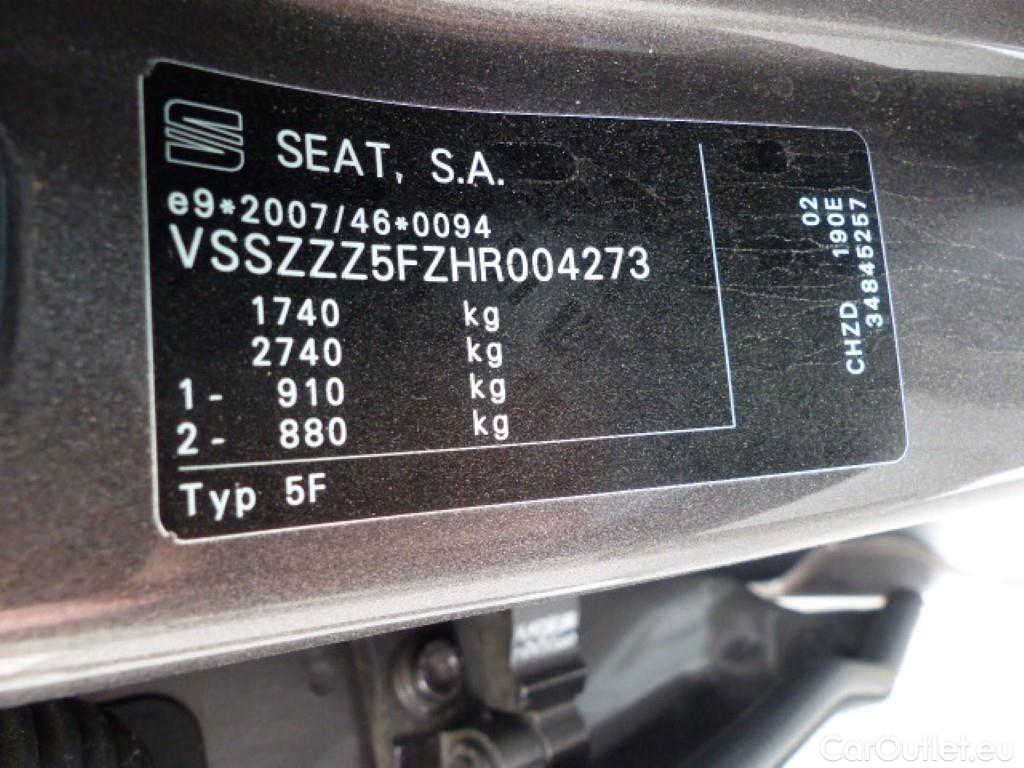 SEAT, S.A.
e9*2007/46*0094
VSSZZZ5FZHR004273
1740 kg
2740 kg
1- 910 kg
2- 880 kg
Typ 5F
02
CHZD 190E
34845257
CarOutlet.eu